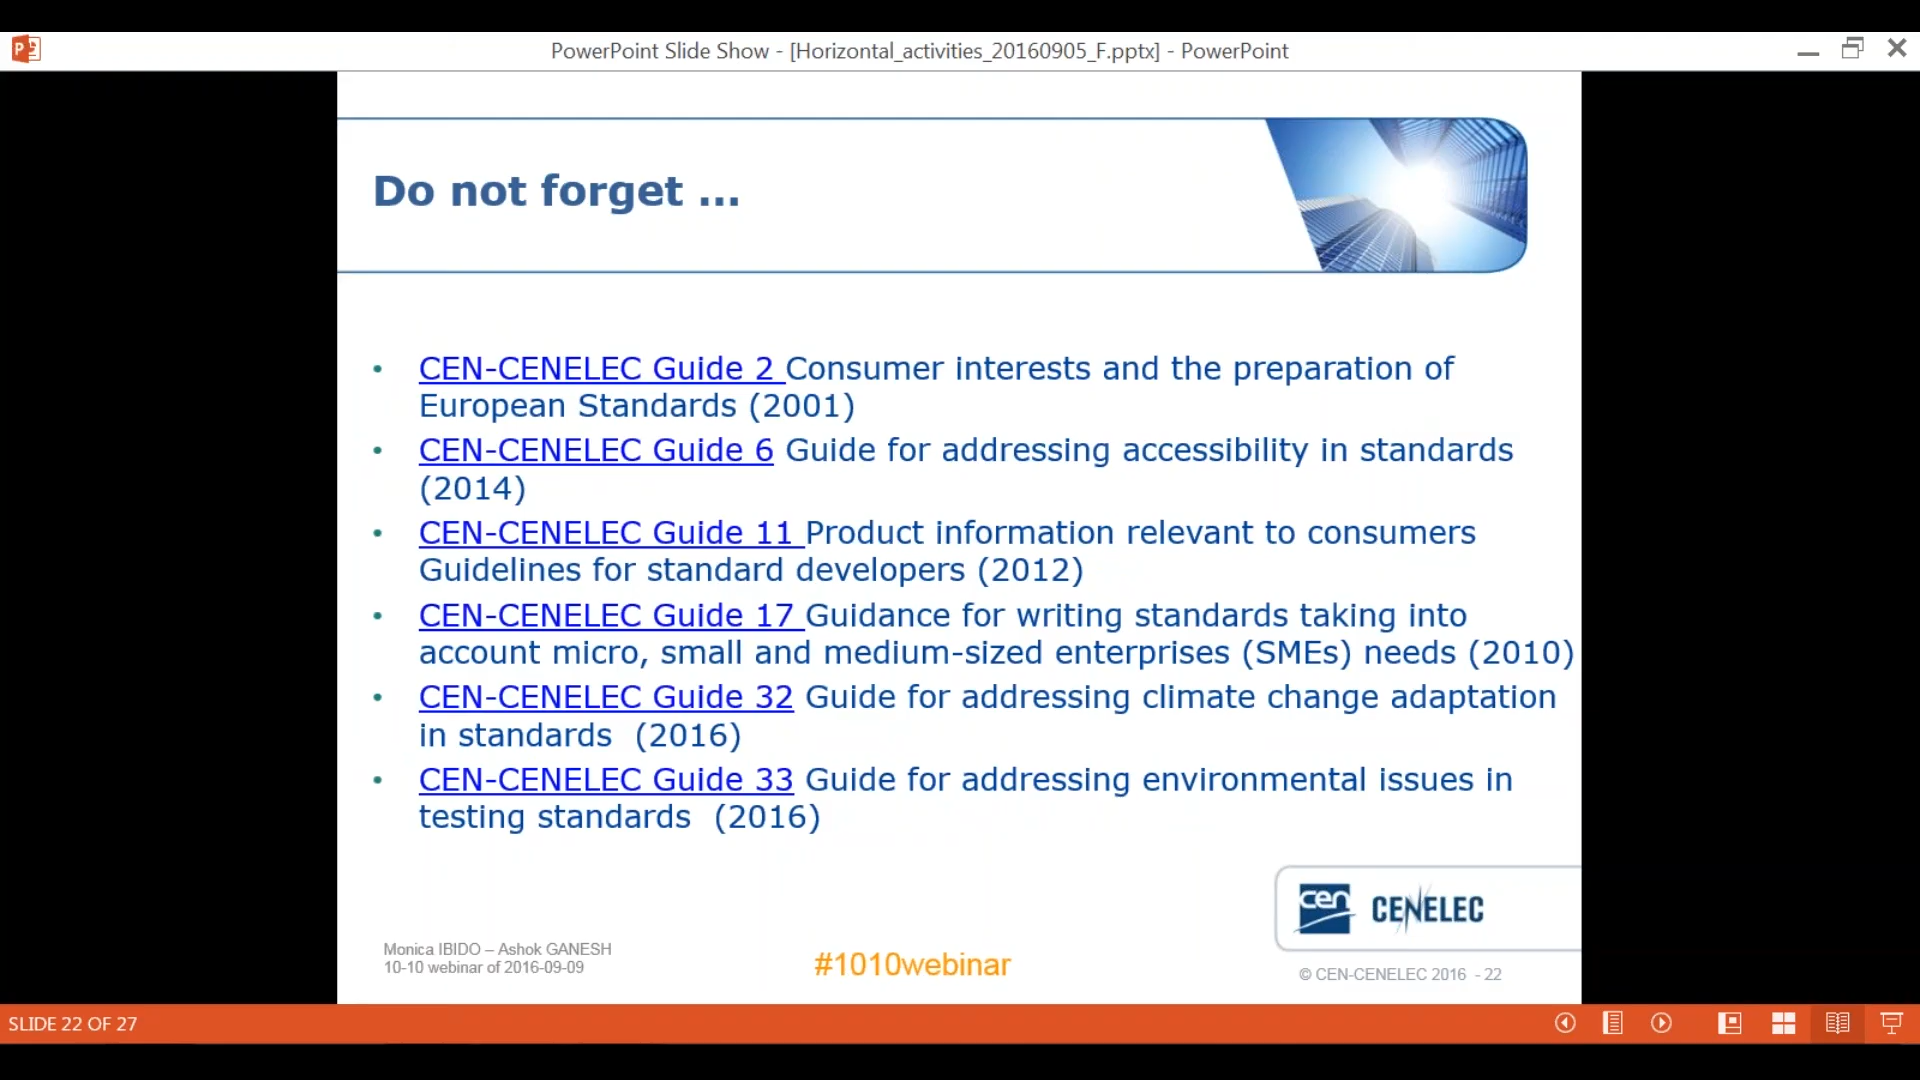 PowerPoint Slide Show - [Horizontal_activities_20160905_F.pptx] - PowerPoint
Do not forget ...
• CEN-CENELEC Guide 2 Consumer interests and the preparation of
European Standards (2001)
• CEN-CENELEC Guide 6 Guide for addressing accessibility in standards
(2014)
• CEN-CENELEC Guide 11 Product information relevant to consumers
Guidelines for standard developers (2012)
• CEN-CENELEC Guide 17 Guidance for writing standards taking into
account micro, small and medium-sized enterprises (SMEs) needs (2010)
• CEN-CENELEC Guide 32 Guide for addressing climate change adaptation
in standards (2016)
• CEN-CENELEC Guide 33 Guide for addressing environmental issues in
testing standards (2016)
cen CENELEC
Monica IBIDO – Ashok GANESH
10-10 webinar of 2016-09-09
#1010webinar
© CEN-CENELEC 2016 - 22
SLIDE 22 OF 27